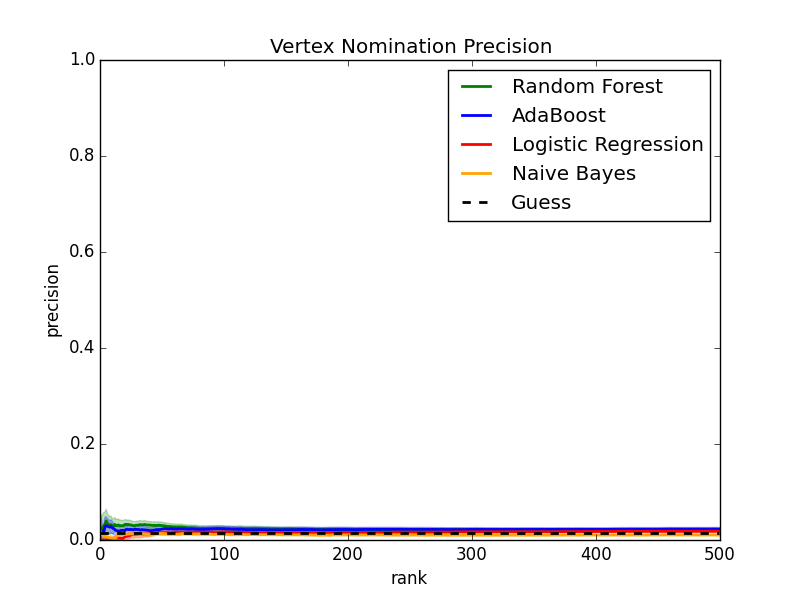 Vertex Nomination Precision
1.0
0.8
0.6
0.4
0.2
0.0
precision
Random Forest
AdaBoost
Logistic Regression
Naive Bayes
Guess
0 100 200 300 400 500
rank